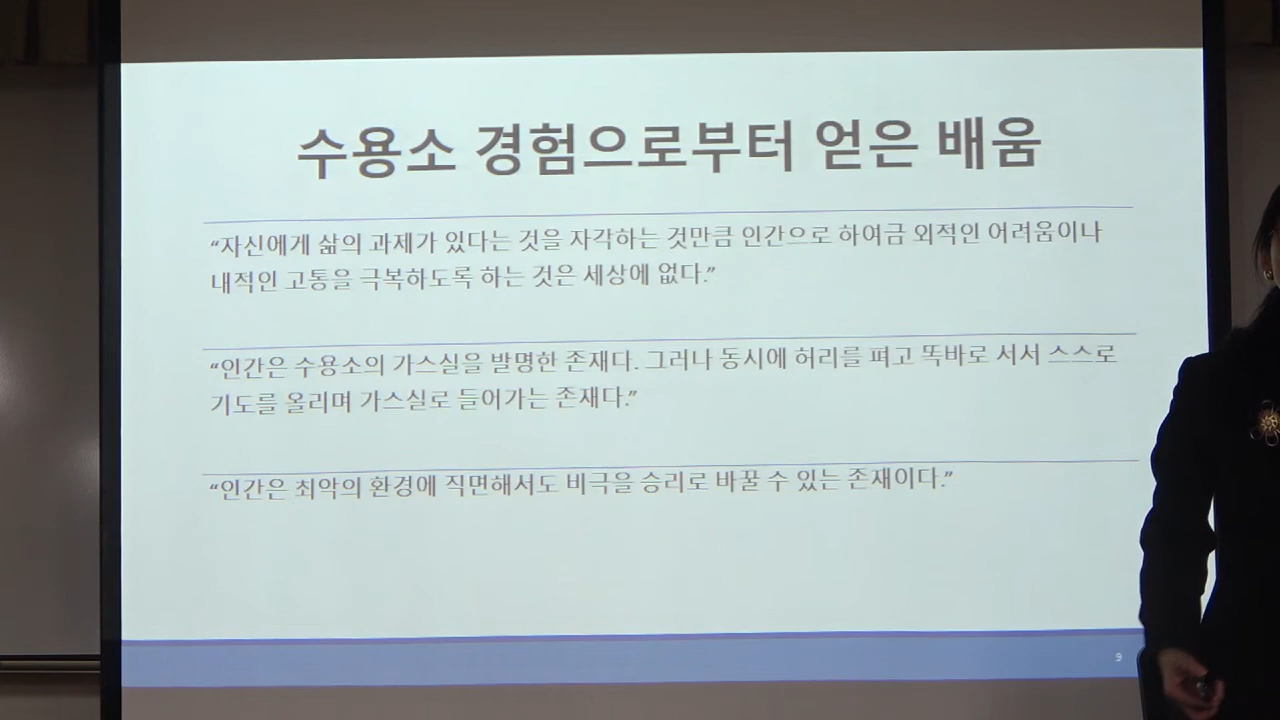 수용소 경험으로부터 얻은 배움
“자신에게 삶의 과제가 있다는 것을 자각하는 것만큼 인간으로 하여금 외적인 어려움이나
내적인 고통을 극복하도록 하는 것은 세상에 없다.”
“인간은 수용소의 가스실을 발명한 존재다. 그러나 동시에 허리를 펴고 똑바로 서서 스스로
기도를 올리며 가스실로 들어가는 존재다.”
“인간은 최악의 환경에 직면해서도 비극을 승리로 바꿀 수 있는 존재이다.”
9